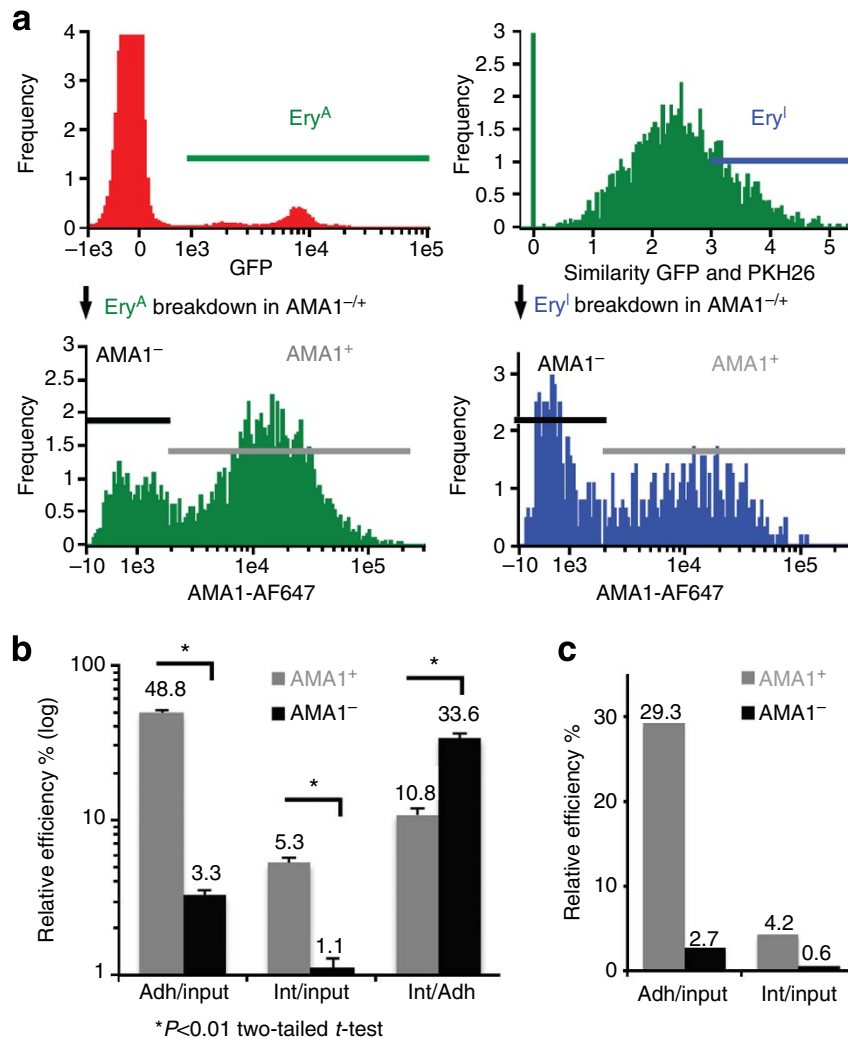 a
4
3
2
1
0
Frequency
Ery^A
−1e3 0 1e3 1e4 1e5
GFP
3
2.5
2
1.5
1
0.5
0
Frequency
Ery^I
0 1 2 3 4 5
Similarity GFP and PKH26
Ery^A breakdown in AMA1^−/+
Ery^I breakdown in AMA1^−/+
3
2.5
2
1.5
1
0.5
0
Frequency
AMA1^−
AMA1^+
−10 1e3 1e4 1e5
AMA1-AF647
3
2
1
0
Frequency
AMA1^−
AMA1^+
−10 1e3 1e4 1e5
AMA1-AF647
b
100
10
1
Relative efficiency % (log)
AMA1^+
AMA1^−
*
48.8
3.3
*
5.3
1.1
*
10.8
33.6
Adh/input Int/input Int/Adh
*P<0.01 two-tailed t-test
c
30
20
10
0
Relative efficiency %
AMA1^+
AMA1^−
29.3
2.7
4.2
0.6
Adh/input Int/input